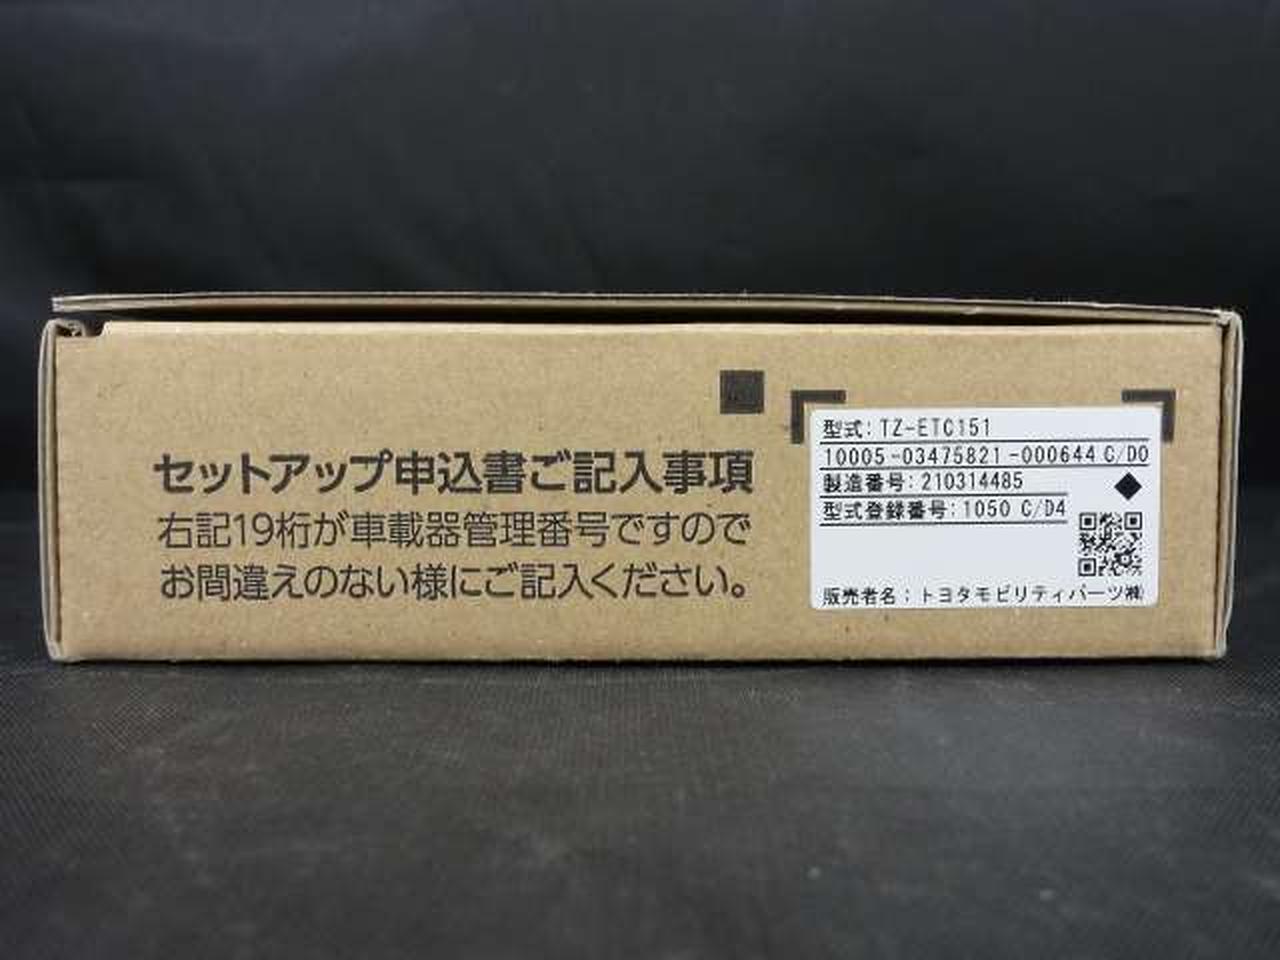 セットアップ申込書ご記入事項
右記19桁が車載器管理番号ですので
お間違えのない様にご記入ください。
型式:TZ-ETC151
10005-03475821-000644 C/D0
製造番号:210314485
型式登録番号:1050 C/D4
販売者名:トヨタモビリティパーツ㈱